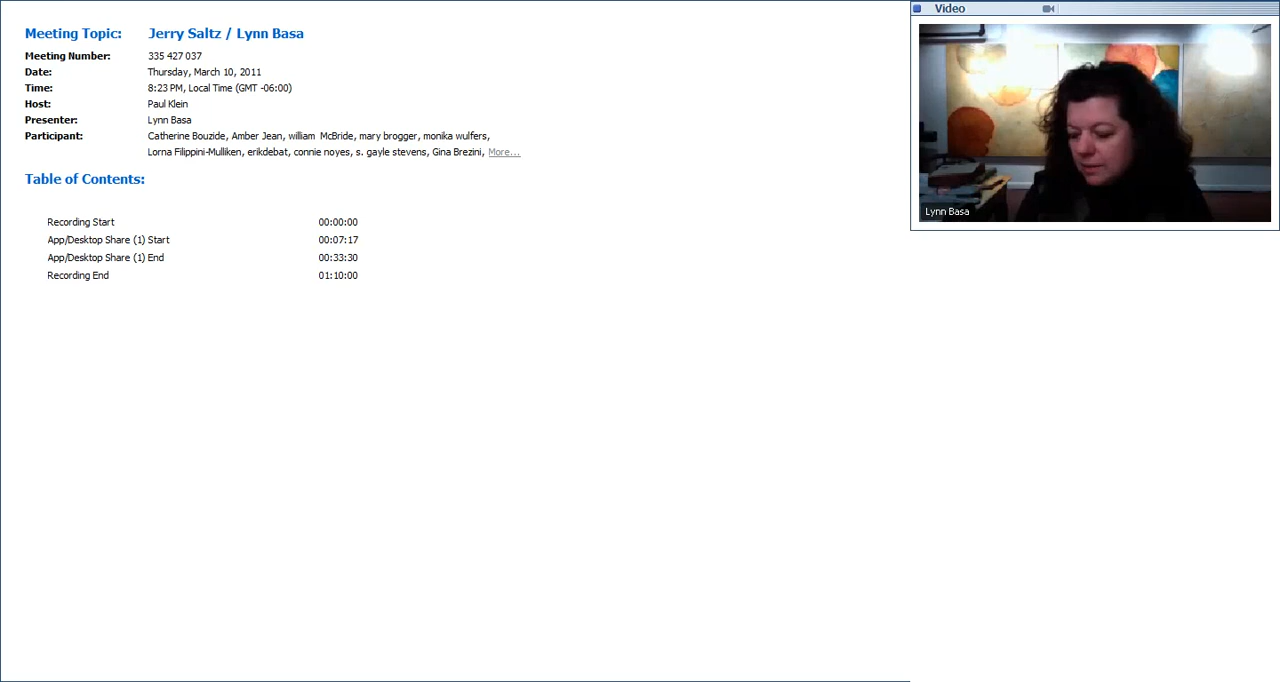 Meeting Topic: Jerry Saltz / Lynn Basa
Meeting Number: 335 427 037
Date: Thursday, March 10, 2011
Time: 8:23 PM, Local Time (GMT -06:00)
Host: Paul Klein
Presenter: Lynn Basa
Participant: Catherine Bouzide, Amber Jean, william McBride, mary brogger, monika wulfers,
Lorna Filippini-Mulliken, erikdebat, connie noyes, s. gayle stevens, Gina Brezini, More...
Table of Contents:
Recording Start 00:00:00
App/Desktop Share (1) Start 00:07:17
App/Desktop Share (1) End 00:33:30
Recording End 01:10:00
Video
Lynn Basa